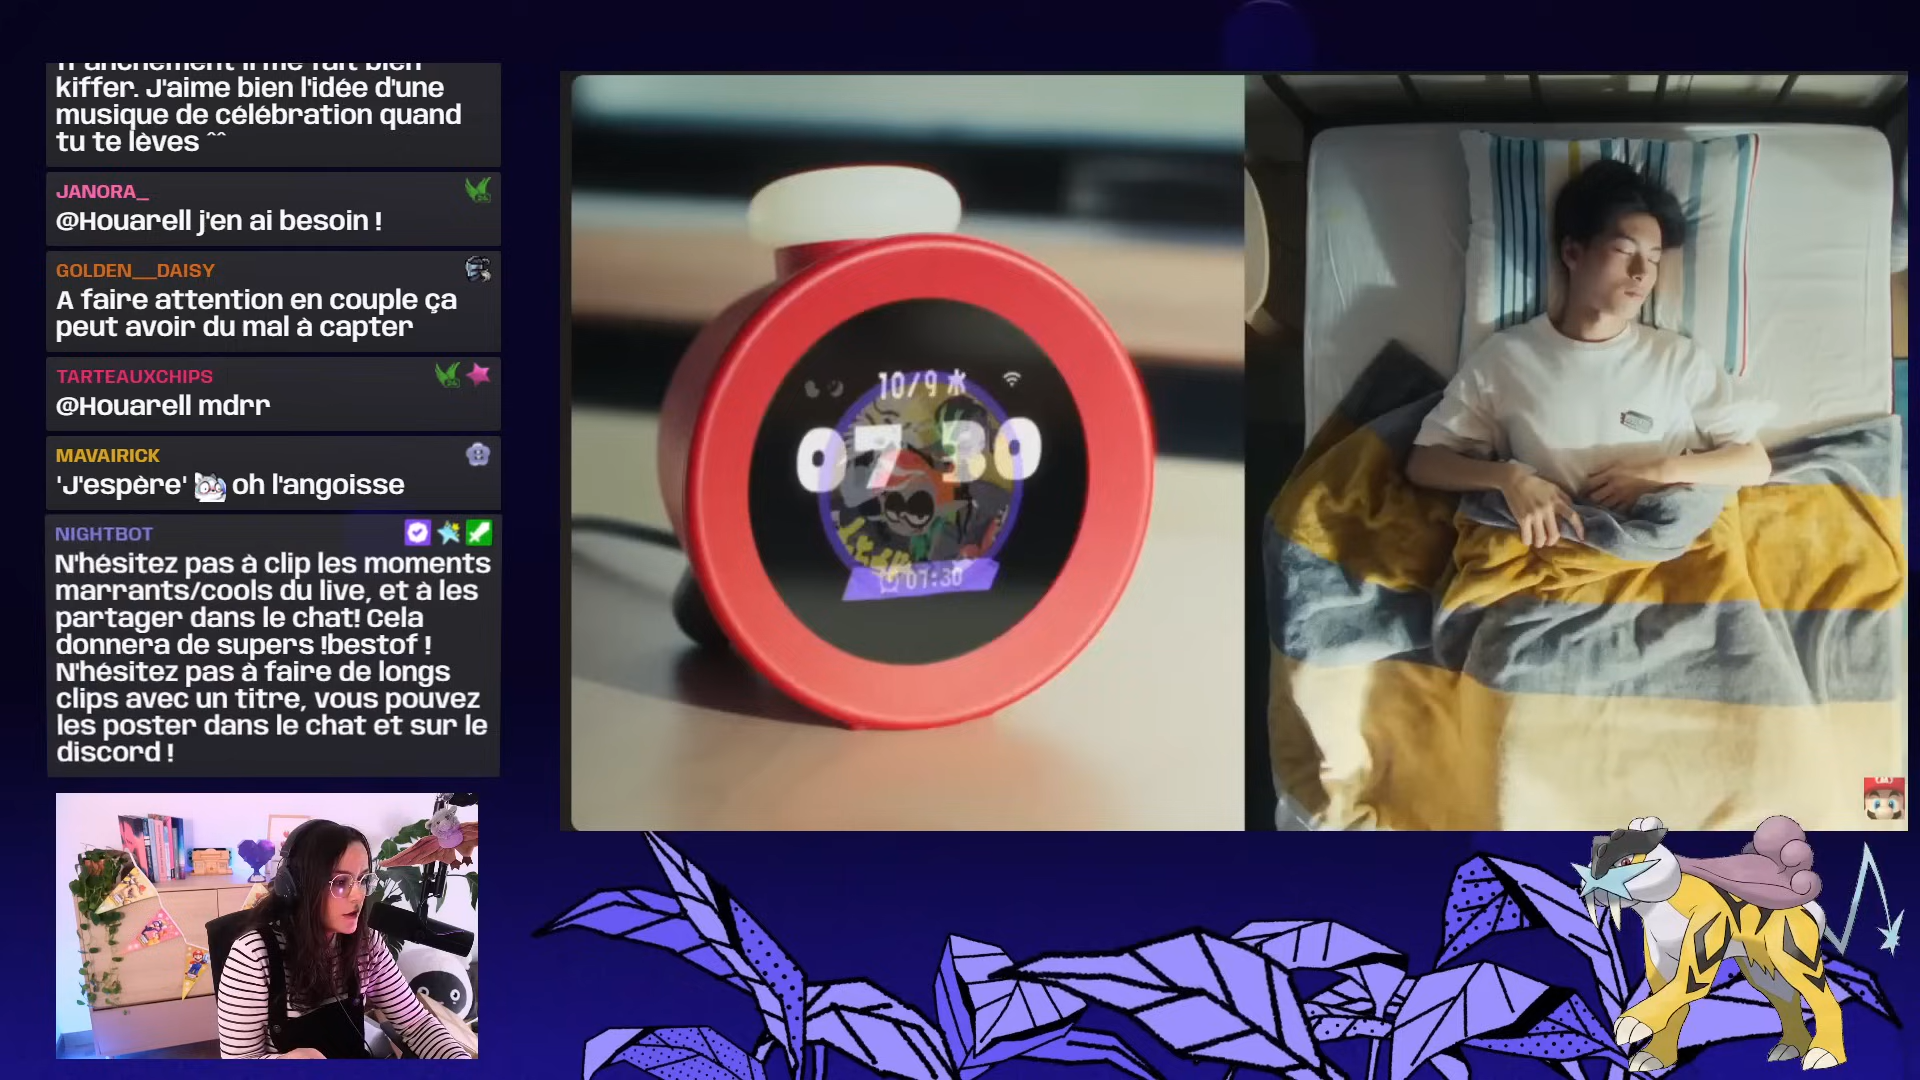 kiffer. J'aime bien l'idée d'une
musique de célébration quand
tu te lèves ^^
JANORA_
@Houarell j'en ai besoin !
GOLDEN__DAISY
A faire attention en couple ça
peut avoir du mal à capter
TARTEAUXCHIPS
@Houarell mdrr
MAVAIRICK
'J'espère' oh l'angoisse
NIGHTBOT
N'hésitez pas à clip les moments
marrants/cools du live, et à les
partager dans le chat! Cela
donnera de supers !bestof !
N'hésitez pas à faire de longs
clips avec un titre, vous pouvez
les poster dans le chat et sur le
discord !
10/9 水
07 30
07:30